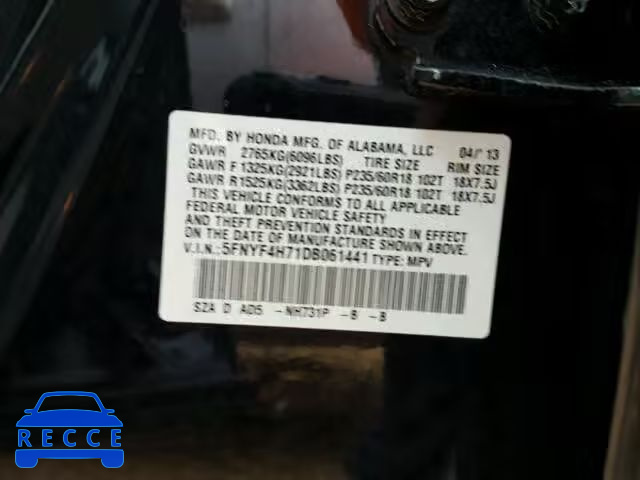 MFD. BY HONDA MFG. OF ALABAMA, LLC 04/'13
GVWR 2765KG(6096LBS) TIRE SIZE RIM SIZE
GAWR F 1325KG(2921LBS) P235/60R18 102T 18X7.5J
GAWR R1525KG(3362LBS) P235/60R18 102T 18X7.5J
THIS VEHICLE CONFORMS TO ALL APPLICABLE
FEDERAL MOTOR VEHICLE SAFETY
AND THEFT PREVENTION STANDARDS IN EFFECT
ON THE DATE OF MANUFACTURE SHOWN ABOVE.
V.I.N.: 5FNYF4H71DB061441 TYPE: MPV
SZA D AD5 -NH731P -B -B
RECCE